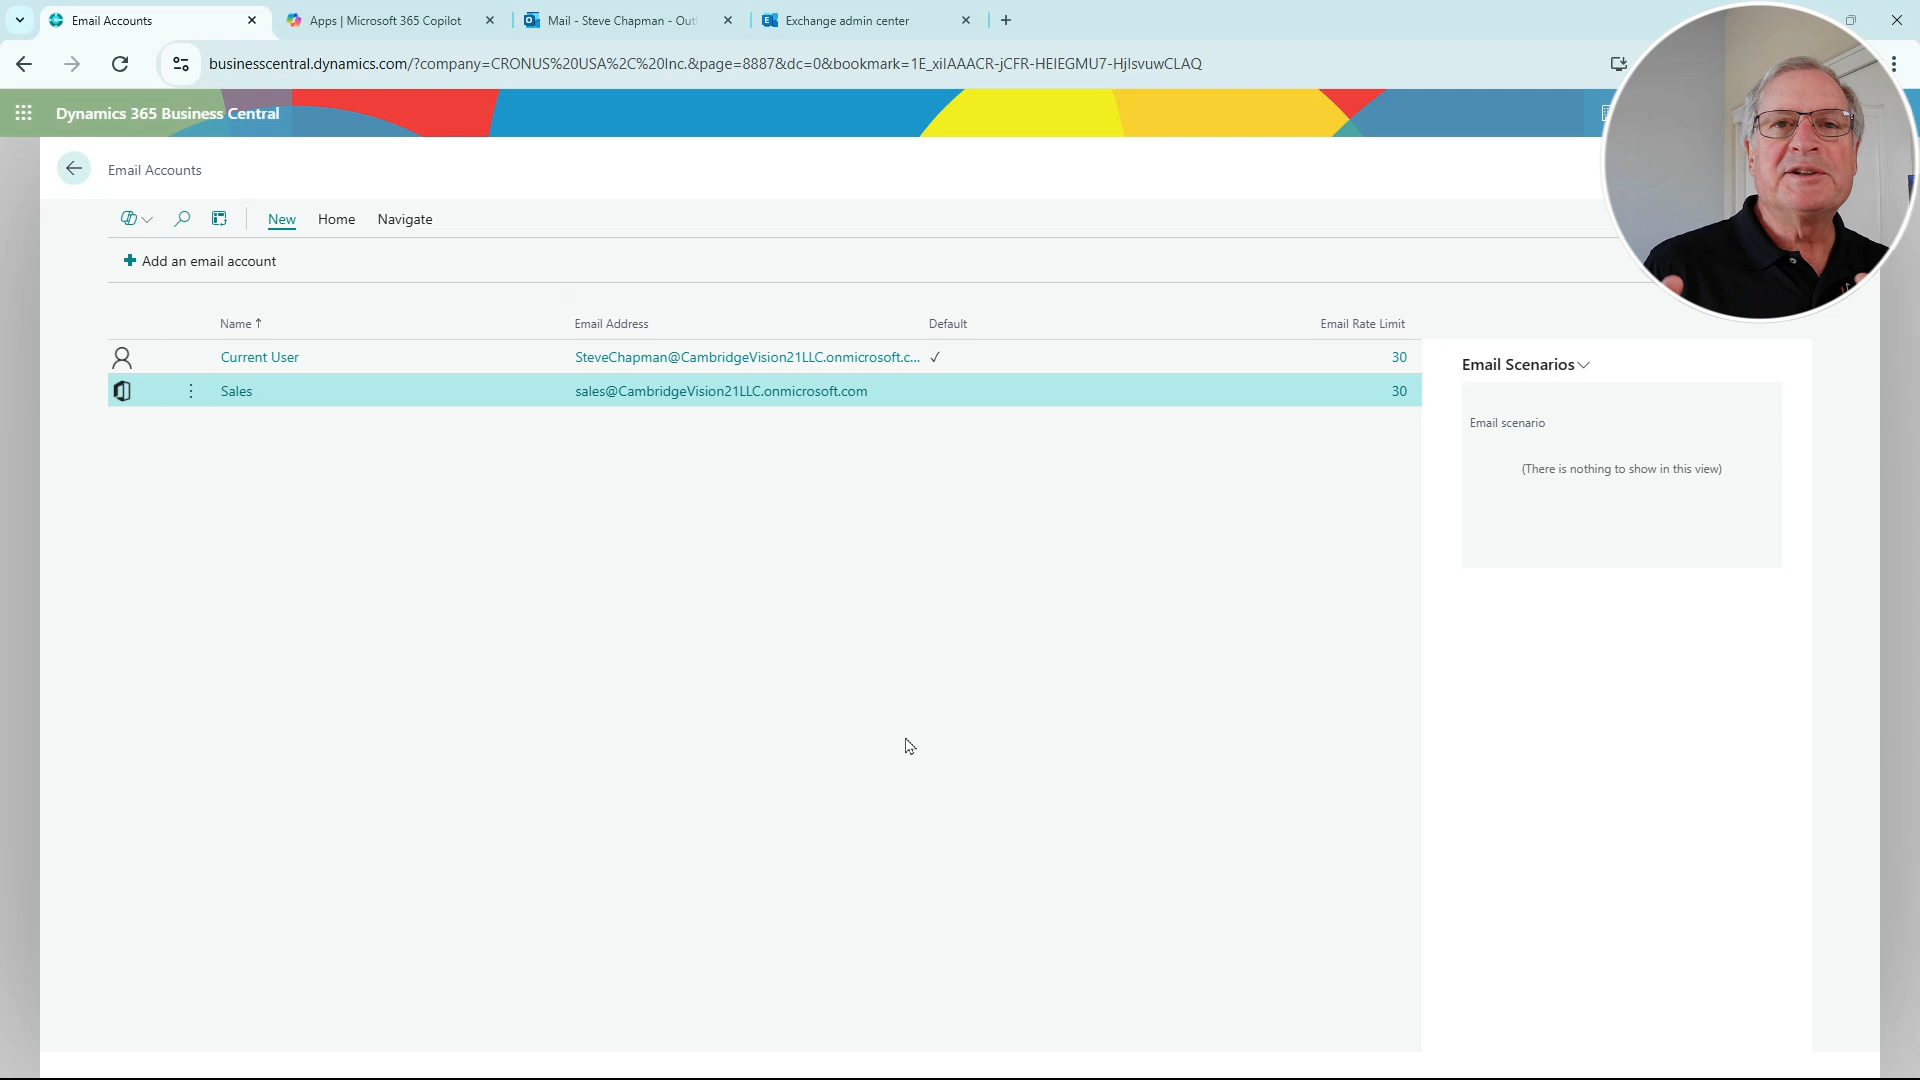 Email Accounts
Apps | Microsoft 365 Copilot
Mail - Steve Chapman - Out
Exchange admin center
businesscentral.dynamics.com/?company=CRONUS%20USA%2C%20Inc.&page=8887&dc=0&bookmark=1E_xilAAACR-jCFR-HEIEGMU7-HjlsvuwCLAQ
Dynamics 365 Business Central
Email Accounts
New Home Navigate
Add an email account
Name ↑ Email Address Default Email Rate Limit
Current User SteveChapman@CambridgeVision21LLC.onmicrosoft.c... ✓ 30
Sales sales@CambridgeVision21LLC.onmicrosoft.com 30
Email Scenarios
Email scenario
(There is nothing to show in this view)